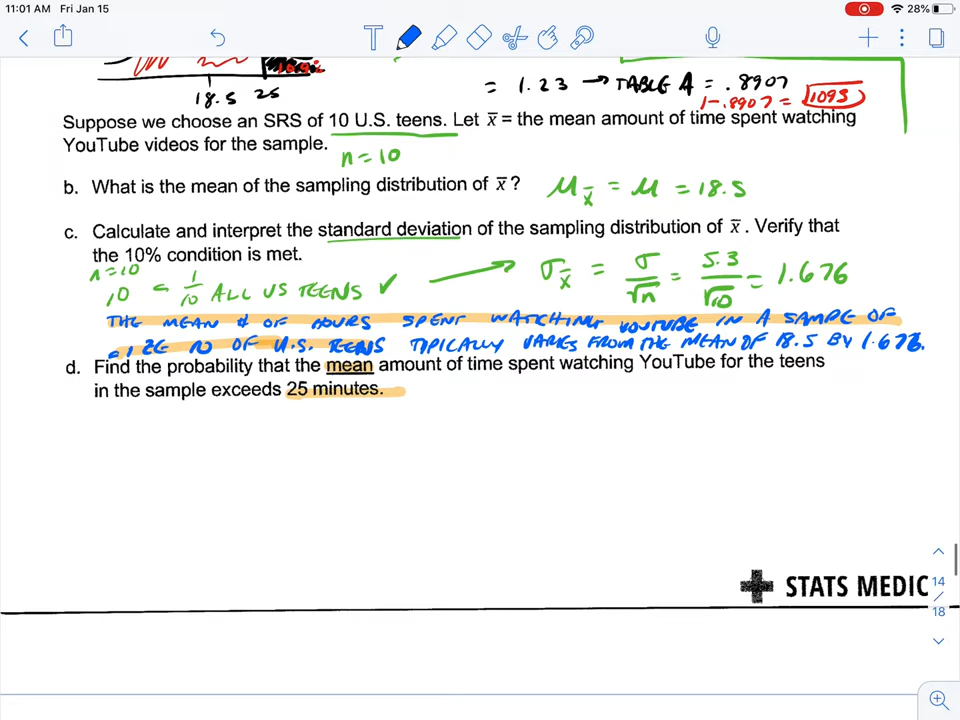 11:01 AM Fri Jan 15
28%
18.5 25
= 1.23 → TABLE A = .8907
1-.8907 = 1093
Suppose we choose an SRS of 10 U.S. teens. Let x̄ = the mean amount of time spent watching
YouTube videos for the sample.
n=10
b. What is the mean of the sampling distribution of x̄ ?
μx̄ = μ = 18.5
c. Calculate and interpret the standard deviation of the sampling distribution of x̄ . Verify that
the 10% condition is met.
n=10
10 ≤ 1/10 ALL US TEENS ✓
σx̄ = σ/√n = 5.3/√10 = 1.676
THE MEAN # OF HOURS SPENT WATCHING YOUTUBE IN A SAMPLE OF
SIZE 10 OF U.S. TEENS TYPICALLY VARIES FROM THE MEAN OF 18.5 BY 1.676.
d. Find the probability that the mean amount of time spent watching YouTube for the teens
in the sample exceeds 25 minutes.
STATS MEDIC
14
/
18